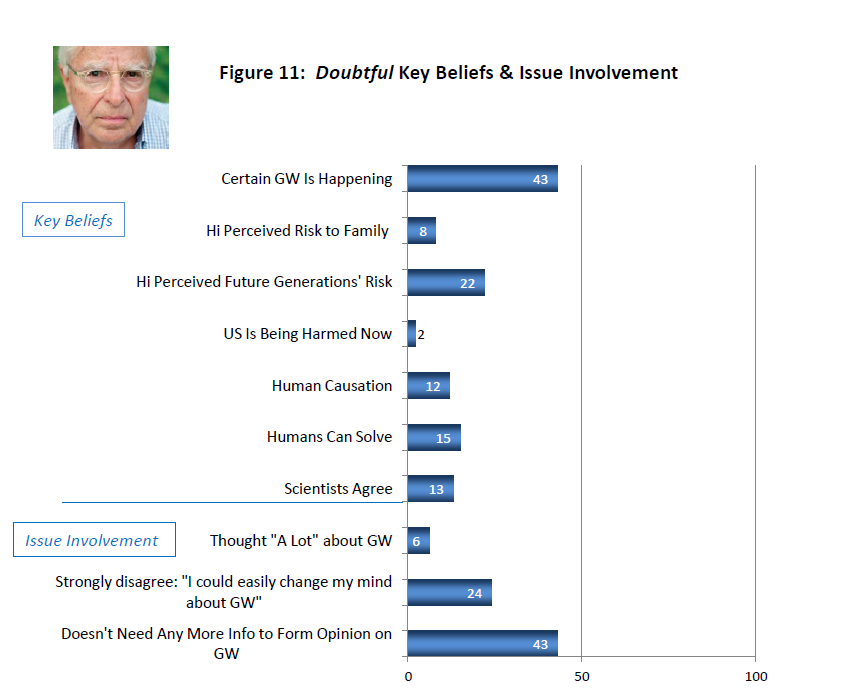 Figure 11: Doubtful Key Beliefs & Issue Involvement
Certain GW Is Happening
43
Key Beliefs
Hi Perceived Risk to Family
8
Hi Perceived Future Generations' Risk
22
US Is Being Harmed Now
2
Human Causation
12
Humans Can Solve
15
Scientists Agree
13
Issue Involvement
Thought "A Lot" about GW
6
Strongly disagree: "I could easily change my mind
about GW"
24
Doesn't Need Any More Info to Form Opinion on
GW
43
0
50
100